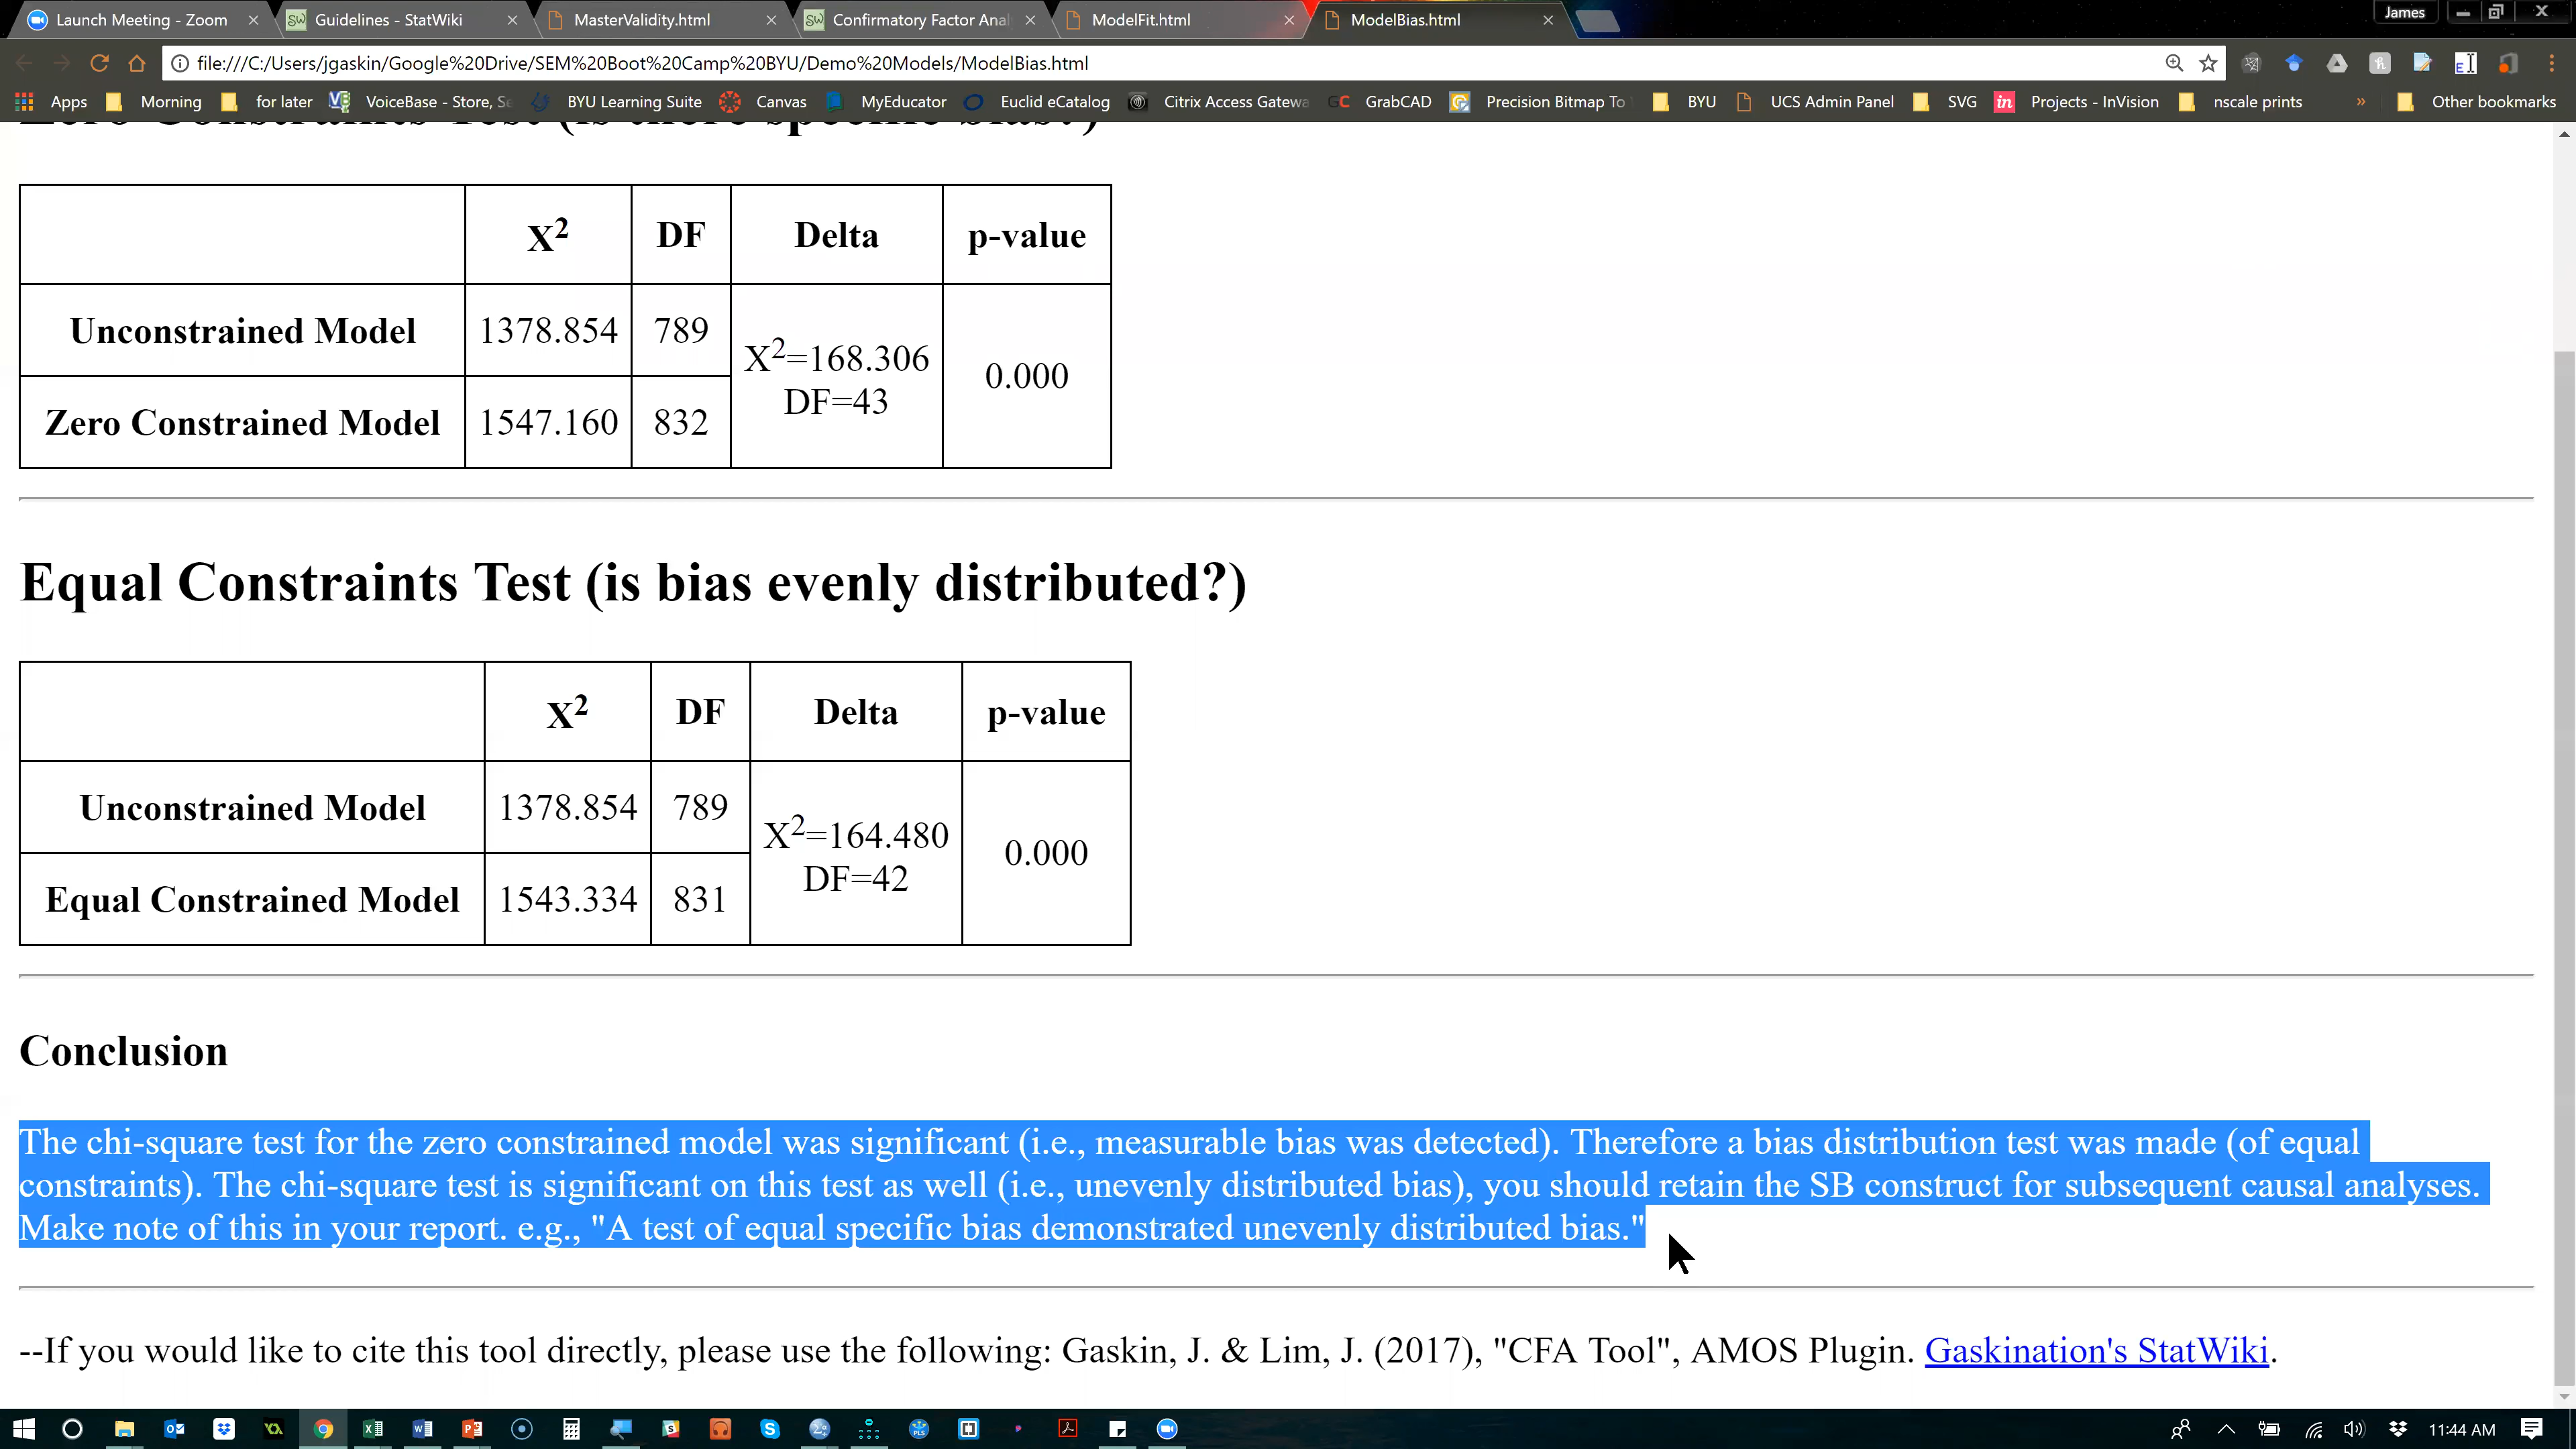 James
Launch Meeting - Zoom
Guidelines - StatWiki
MasterValidity.html
Confirmatory Factor Anal
ModelFit.html
ModelBias.html
file:///C:/Users/jgaskin/Google%20Drive/SEM%20Boot%20Camp%20BYU/Demo%20Models/ModelBias.html
Apps
Morning
for later
VoiceBase - Store, Se
BYU Learning Suite
Canvas
MyEducator
Euclid eCatalog
Citrix Access Gatewa
GrabCAD
Precision Bitmap To
BYU
UCS Admin Panel
SVG
Projects - InVision
nscale prints
»
Other bookmarks
Zero Constraints Test (is there specific bias?)
X2 DF Delta p-value
Unconstrained Model 1378.854 789
X2=168.306
DF=43
0.000
Zero Constrained Model 1547.160 832
Equal Constraints Test (is bias evenly distributed?)
X2 DF Delta p-value
Unconstrained Model 1378.854 789
X2=164.480
DF=42
0.000
Equal Constrained Model 1543.334 831
Conclusion
The chi-square test for the zero constrained model was significant (i.e., measurable bias was detected). Therefore a bias distribution test was made (of equal
constraints). The chi-square test is significant on this test as well (i.e., unevenly distributed bias), you should retain the SB construct for subsequent causal analyses.
Make note of this in your report. e.g., "A test of equal specific bias demonstrated unevenly distributed bias."
--If you would like to cite this tool directly, please use the following: Gaskin, J. & Lim, J. (2017), "CFA Tool", AMOS Plugin. Gaskination's StatWiki.
11:44 AM